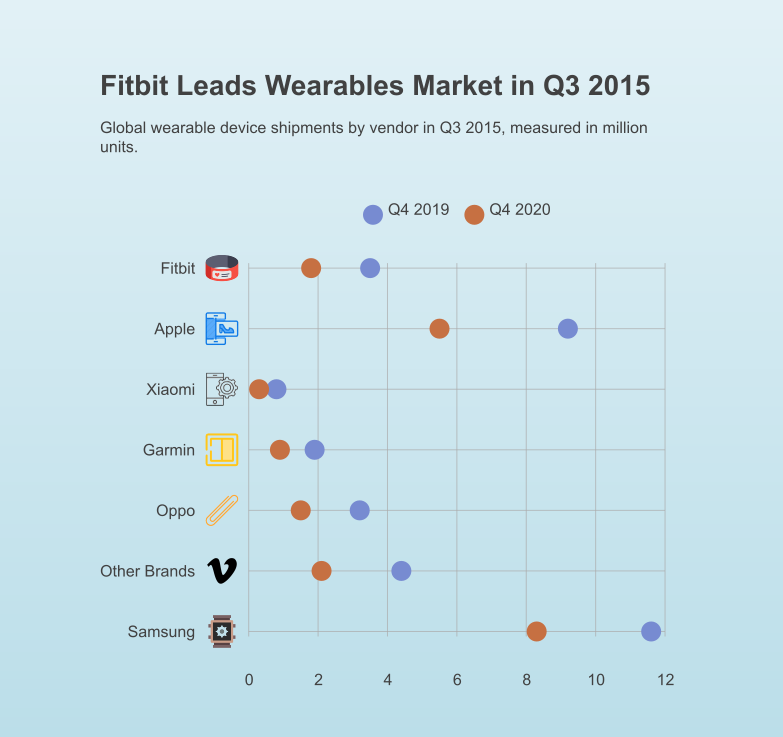 Fitbit Leads Wearables Market in Q3 2015
Global wearable device shipments by vendor in Q3 2015, measured in million
units.
Q4 2019 Q4 2020
Fitbit
Apple
Xiaomi
Garmin
Oppo
Other Brands
Samsung
0 2 4 6 8 10 12